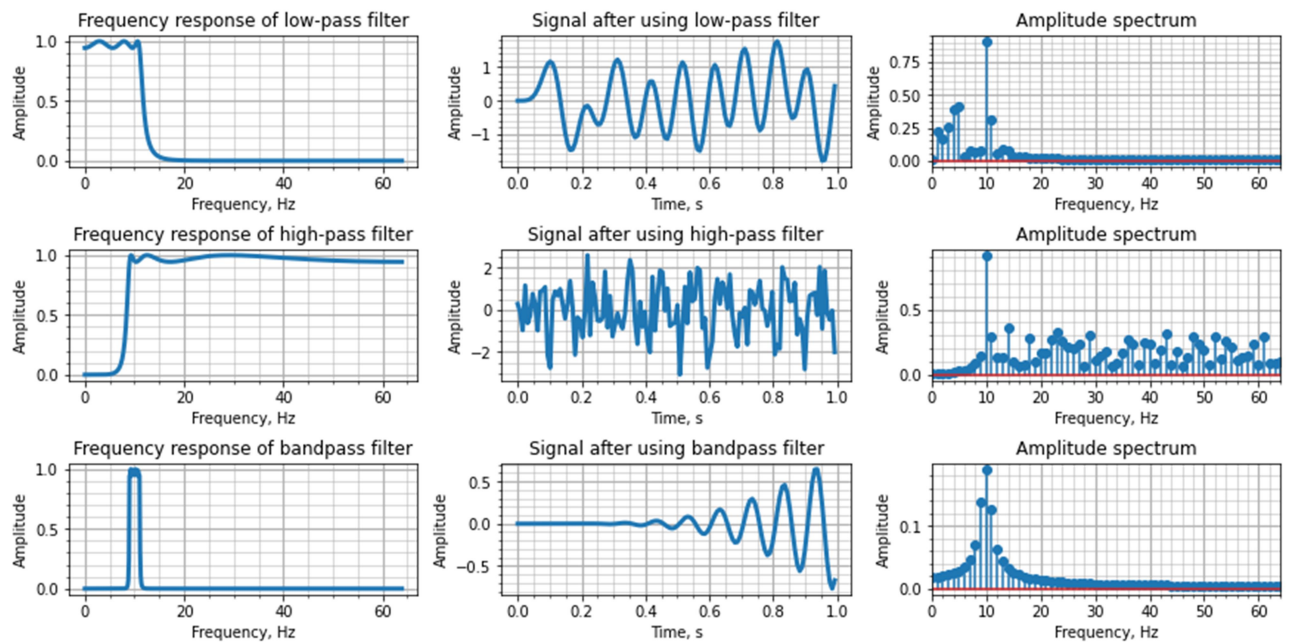 Frequency response of low-pass filter
Signal after using low-pass filter
Amplitude spectrum
Amplitude
1.0
0.5
0.0
0 20 40 60
Frequency, Hz
Amplitude
1
0
−1
0.0 0.2 0.4 0.6 0.8 1.0
Time, s
Amplitude
0.75
0.50
0.25
0.00
0 10 20 30 40 50 60
Frequency, Hz
Frequency response of high-pass filter
Signal after using high-pass filter
Amplitude spectrum
Amplitude
1.0
0.5
0.0
0 20 40 60
Frequency, Hz
Amplitude
2
0
−2
0.0 0.2 0.4 0.6 0.8 1.0
Time, s
Amplitude
0.5
0.0
0 10 20 30 40 50 60
Frequency, Hz
Frequency response of bandpass filter
Signal after using bandpass filter
Amplitude spectrum
Amplitude
1.0
0.5
0.0
0 20 40 60
Frequency, Hz
Amplitude
0.5
0.0
−0.5
0.0 0.2 0.4 0.6 0.8 1.0
Time, s
Amplitude
0.1
0.0
0 10 20 30 40 50 60
Frequency, Hz